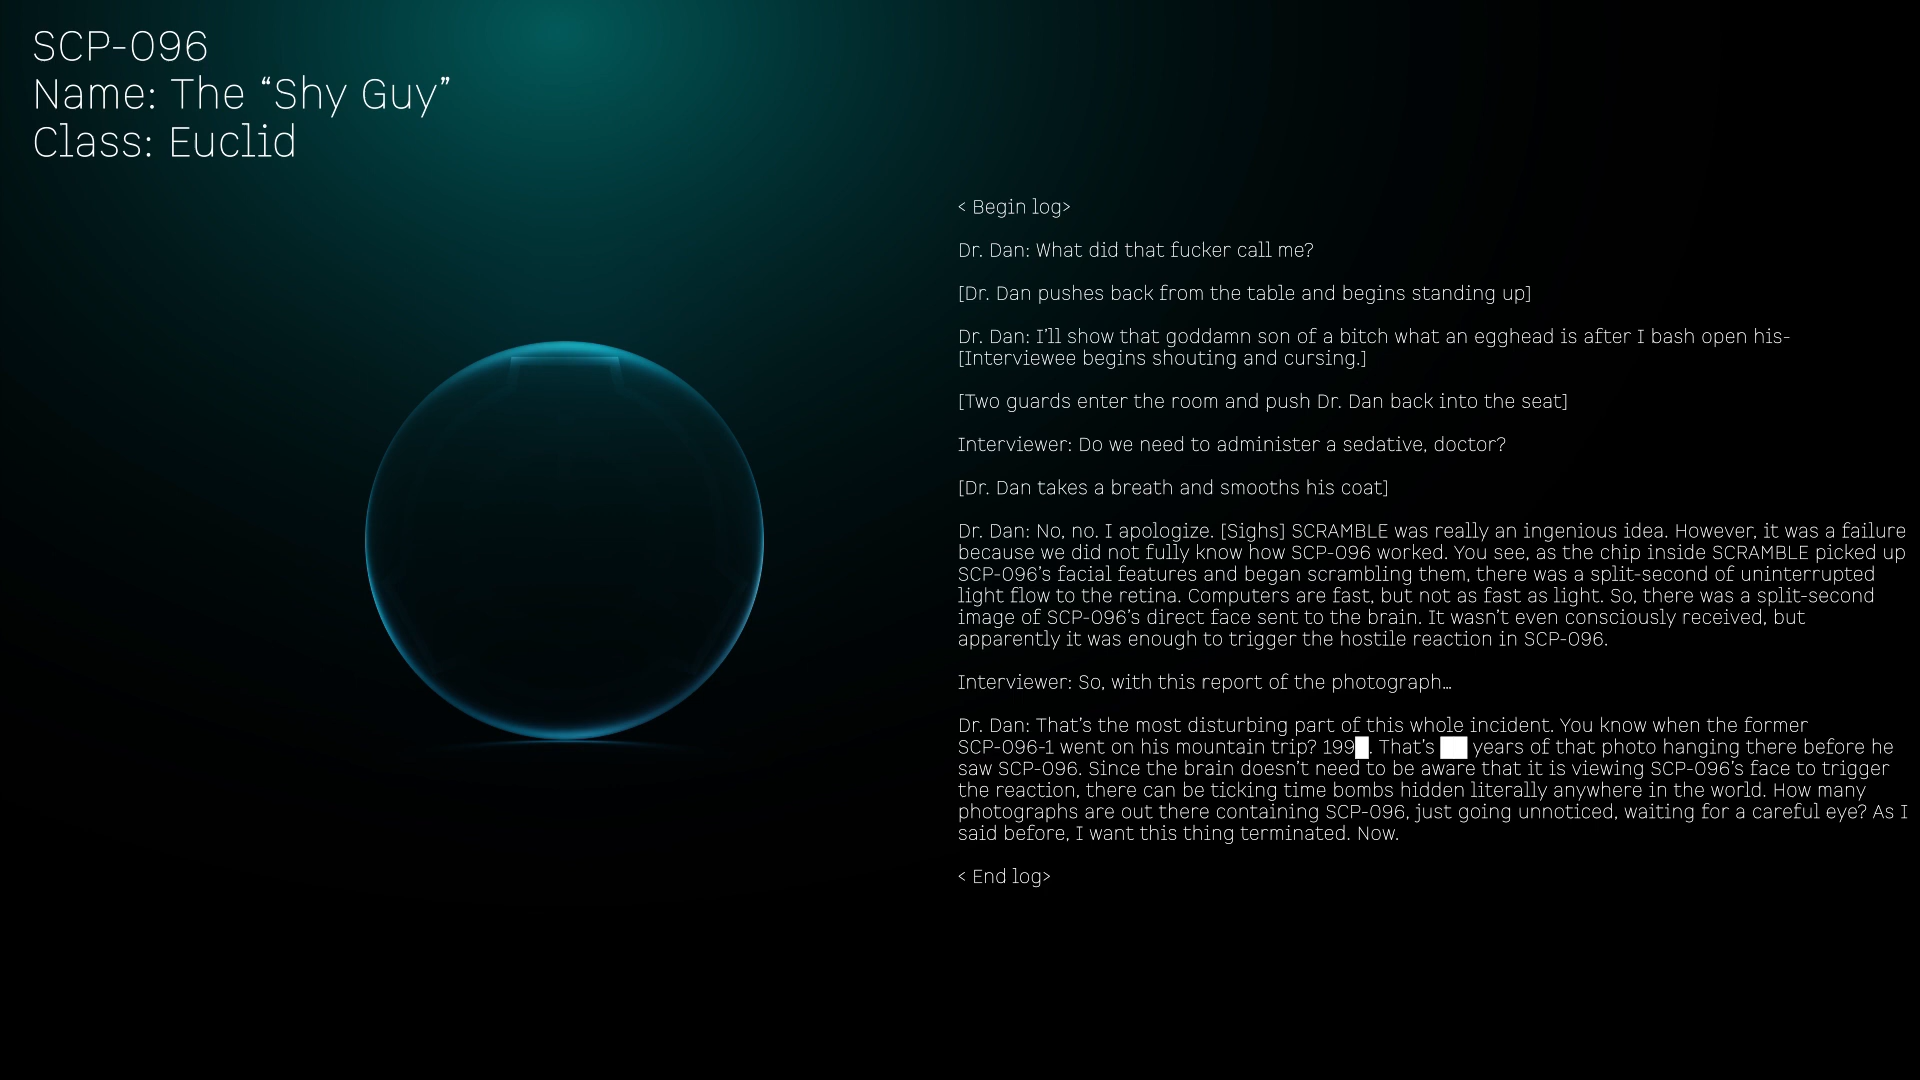 SCP-096
Name: The “Shy Guy”
Class: Euclid
< Begin log>
Dr. Dan: What did that fucker call me?
[Dr. Dan pushes back from the table and begins standing up]
Dr. Dan: I’ll show that goddamn son of a bitch what an egghead is after I bash open his-
[Interviewee begins shouting and cursing.]
[Two guards enter the room and push Dr. Dan back into the seat]
Interviewer: Do we need to administer a sedative, doctor?
[Dr. Dan takes a breath and smooths his coat]
Dr. Dan: No, no. I apologize. [Sighs] SCRAMBLE was really an ingenious idea. However, it was a failure
because we did not fully know how SCP-096 worked. You see, as the chip inside SCRAMBLE picked up
SCP-096’s facial features and began scrambling them, there was a split-second of uninterrupted
light flow to the retina. Computers are fast, but not as fast as light. So, there was a split-second
image of SCP-096’s direct face sent to the brain. It wasn’t even consciously received, but
apparently it was enough to trigger the hostile reaction in SCP-096.
Interviewer: So, with this report of the photograph…
Dr. Dan: That’s the most disturbing part of this whole incident. You know when the former
SCP-096-1 went on his mountain trip? 199█. That’s ██ years of that photo hanging there before he
saw SCP-096. Since the brain doesn’t need to be aware that it is viewing SCP-096’s face to trigger
the reaction, there can be ticking time bombs hidden literally anywhere in the world. How many
photographs are out there containing SCP-096, just going unnoticed, waiting for a careful eye? As I
said before, I want this thing terminated. Now.
< End log>